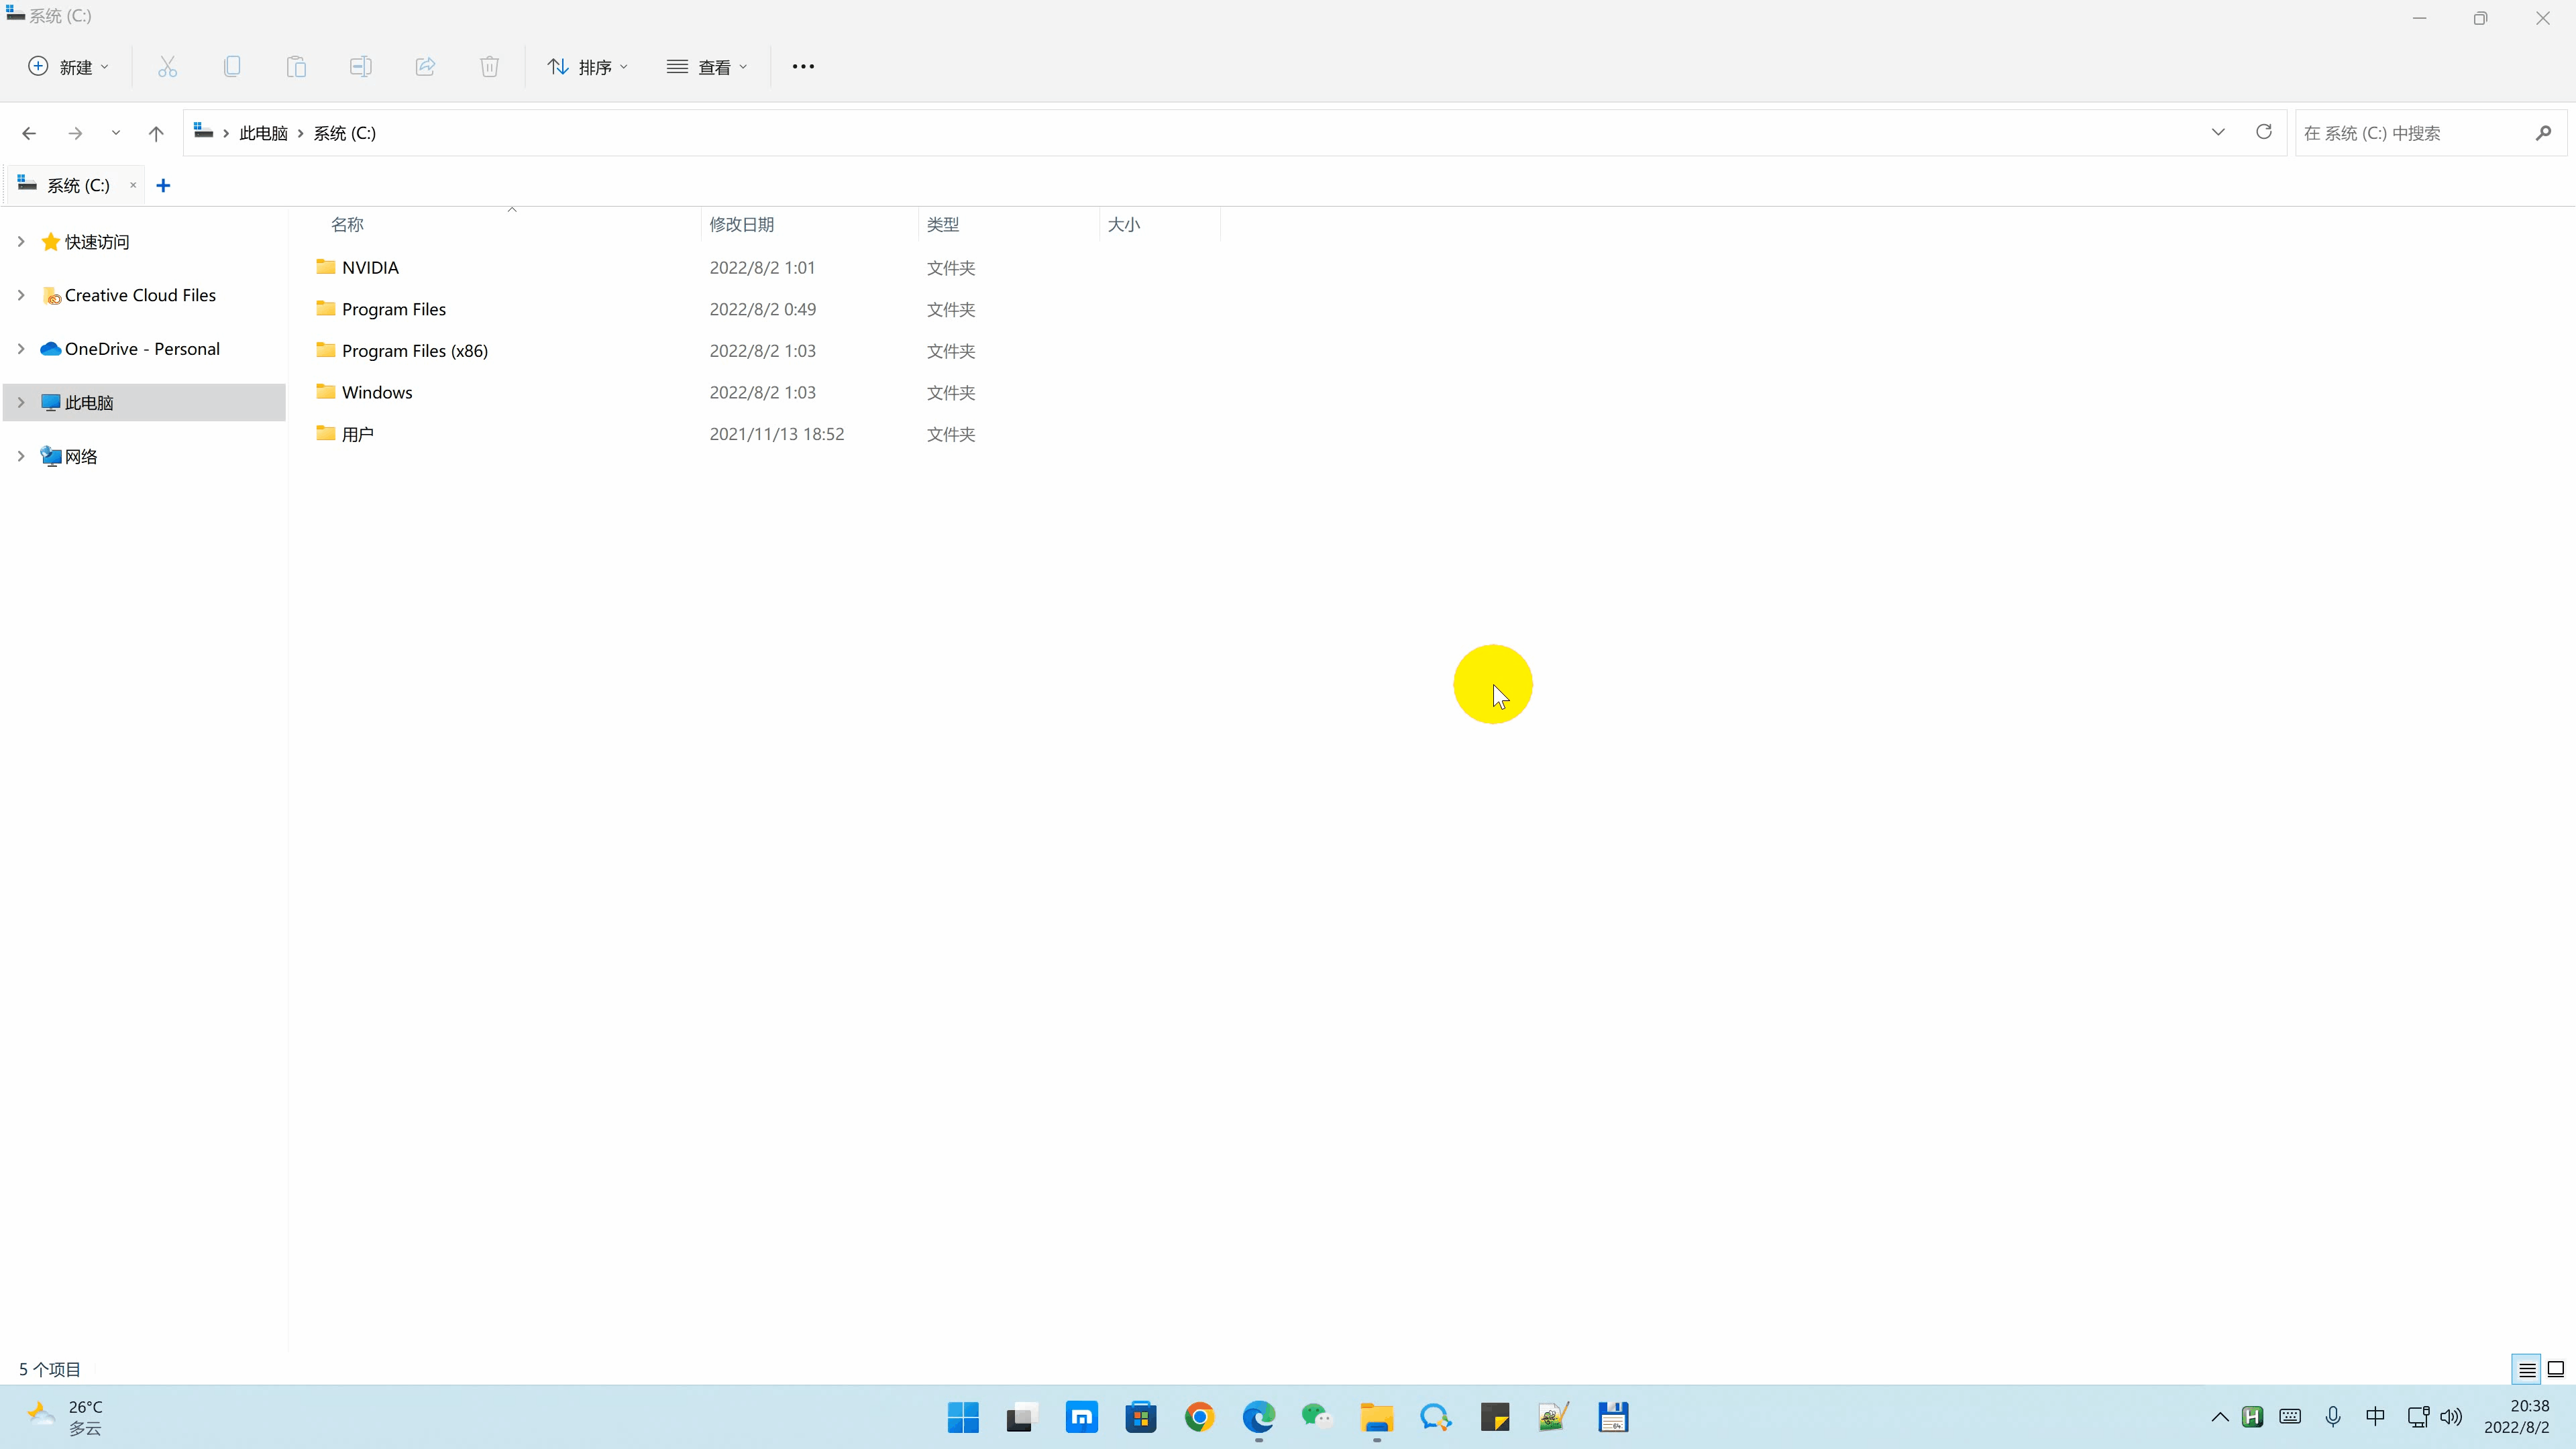 系统 (C:)
新建
排序
查看
此电脑
系统 (C:)
在 系统 (C:) 中搜索
系统 (C:)
名称 修改日期 类型 大小
快速访问
Creative Cloud Files
OneDrive - Personal
此电脑
网络
NVIDIA 2022/8/2 1:01 文件夹
Program Files 2022/8/2 0:49 文件夹
Program Files (x86) 2022/8/2 1:03 文件夹
Windows 2022/8/2 1:03 文件夹
用户 2021/11/13 18:52 文件夹
5 个项目
26°C
多云
中
20:38
2022/8/2